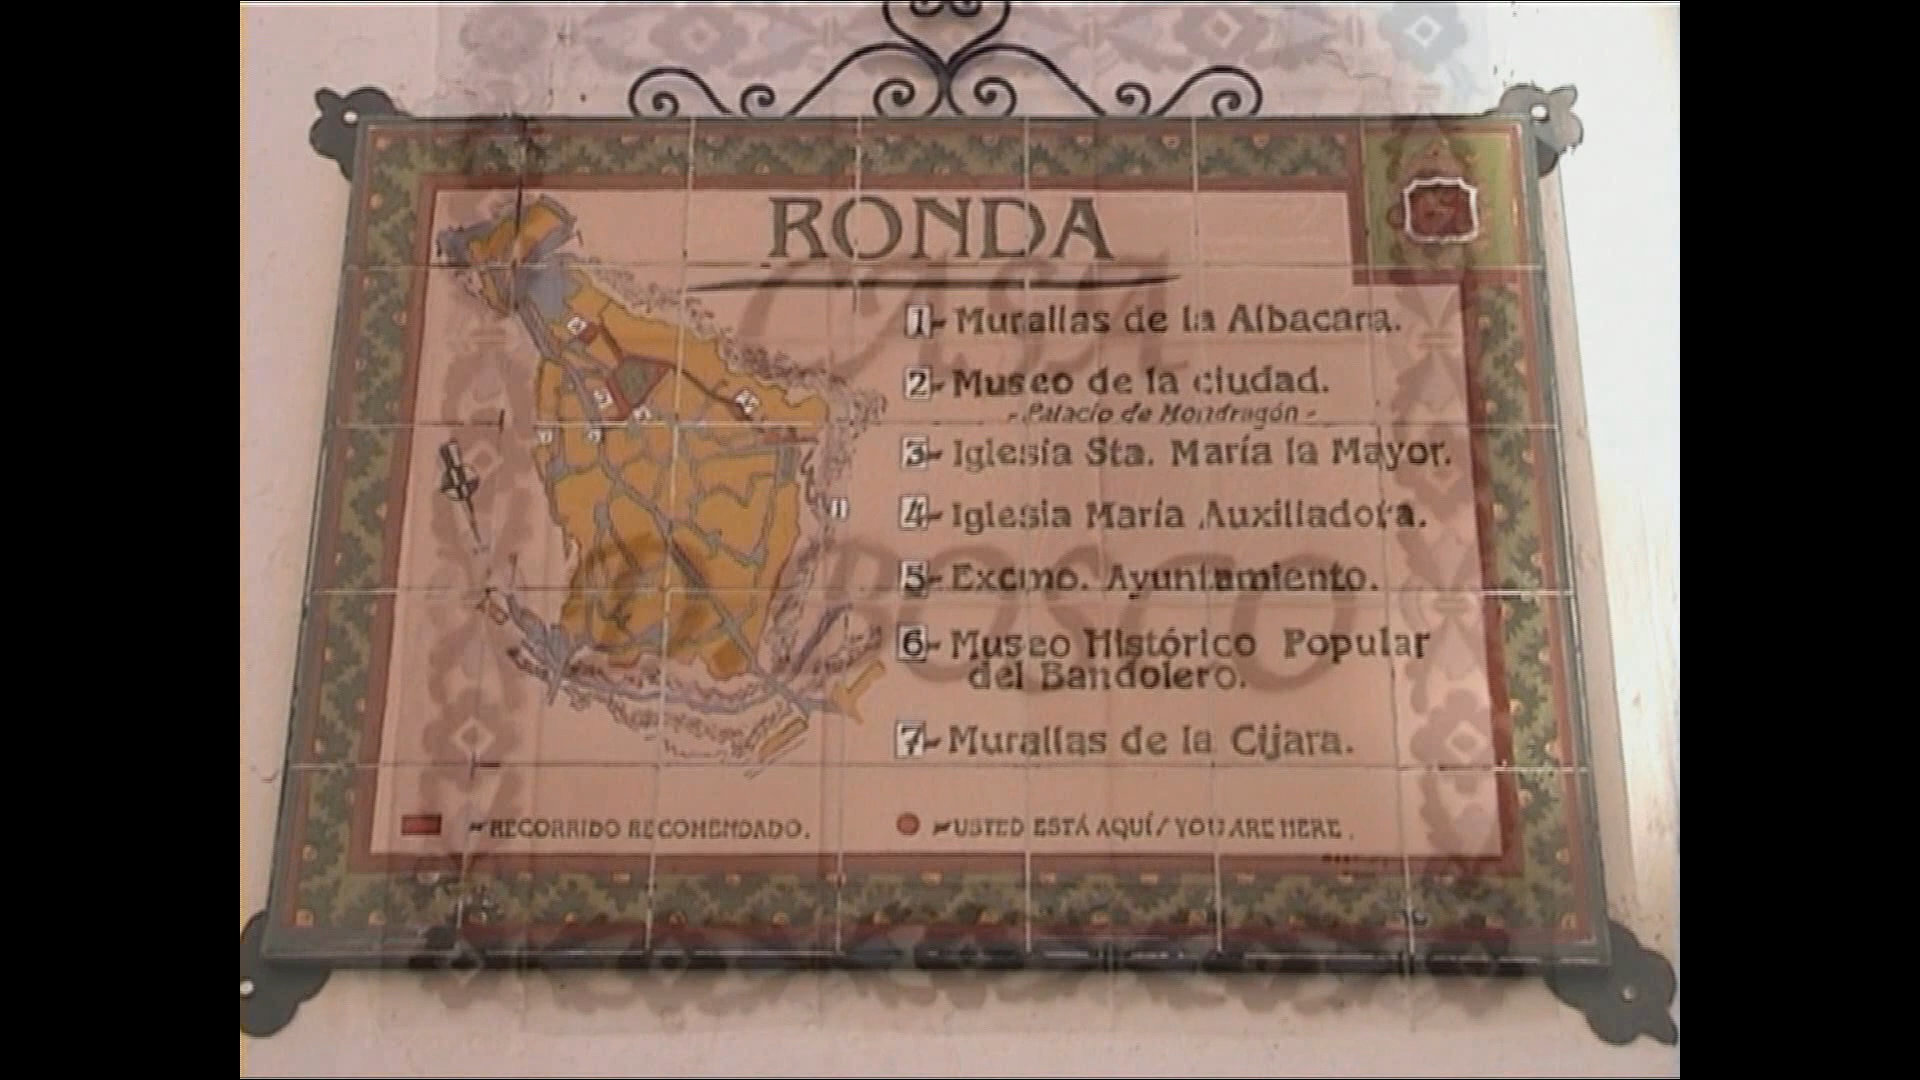 RONDA
CASA
BOSCO
1- Murallas de la Albacara.
2- Museo de la ciudad.
- Palacio de Mondragón -
3- Iglesia Sta. María la Mayor.
4- Iglesia María Auxiliadora.
5- Excmo. Ayuntamiento.
6- Museo Histórico Popular
del Bandolero.
7- Murallas de la Cijara.
RECORRIDO RECOMENDADO.
USTED ESTÁ AQUÍ / YOU ARE HERE.